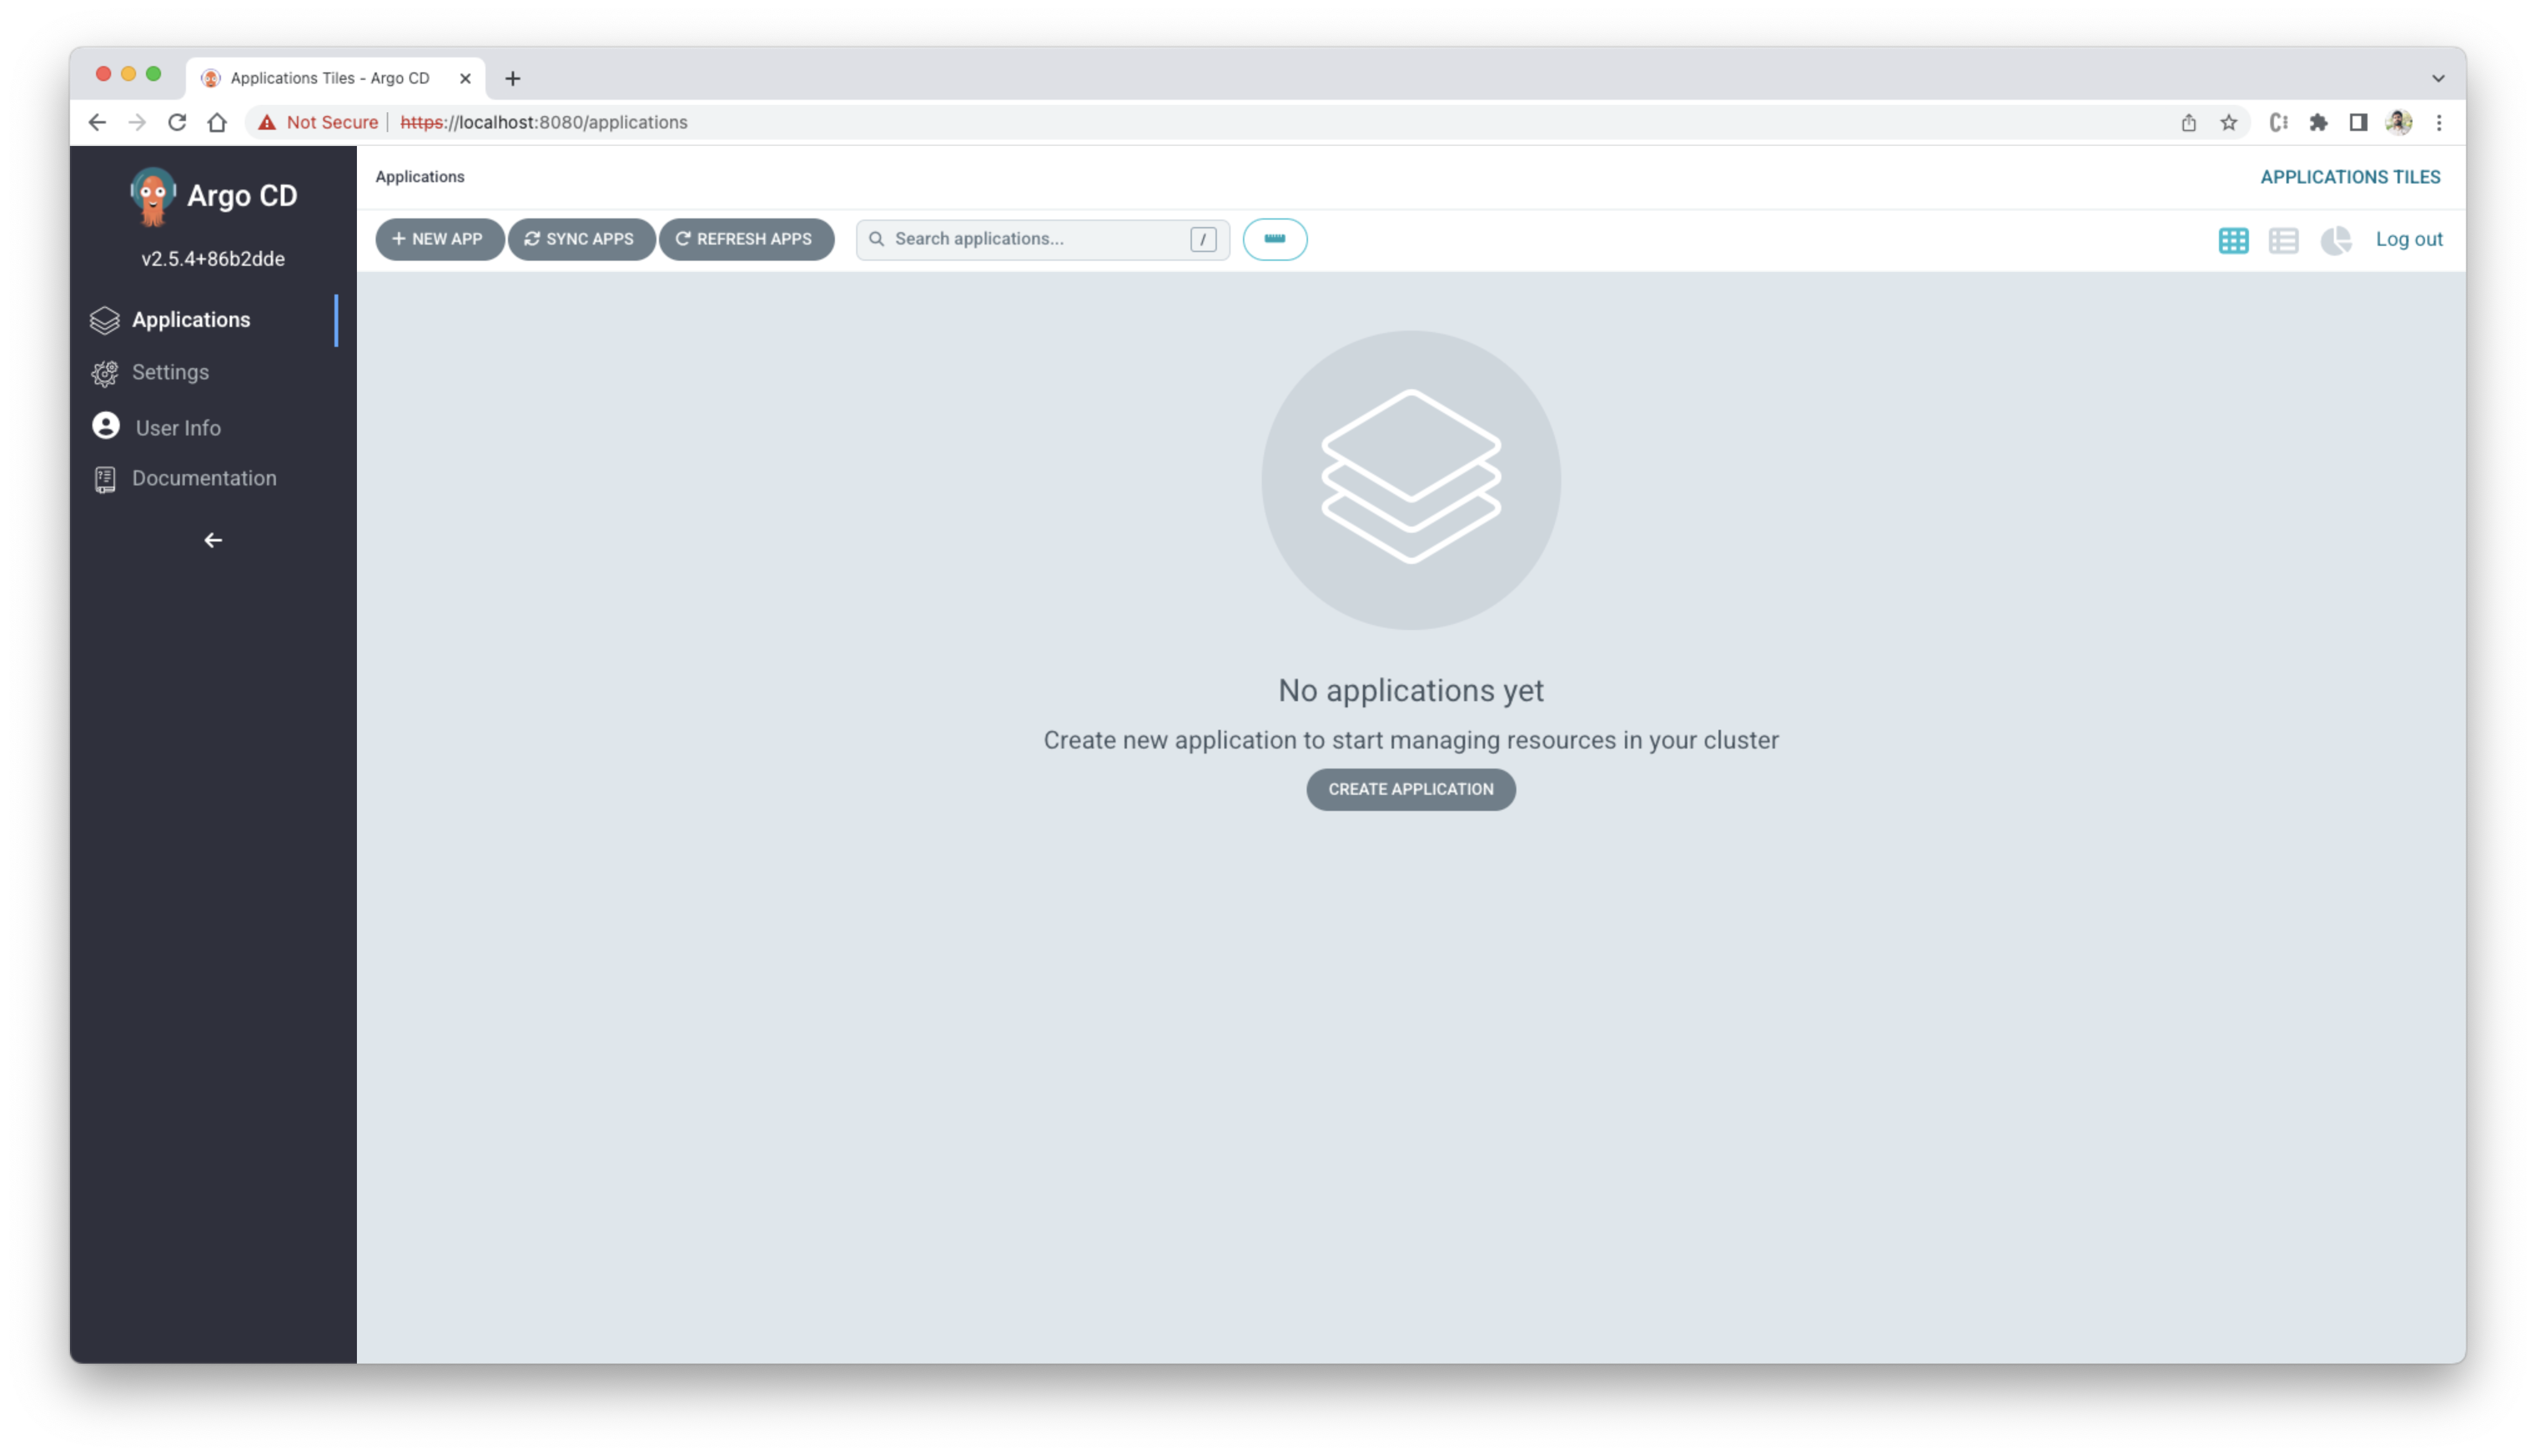 Applications Tiles - Argo CD
Not Secure https://localhost:8080/applications
Argo CD
v2.5.4+86b2dde
Applications
Settings
User Info
Documentation
Applications
APPLICATIONS TILES
+ NEW APP SYNC APPS REFRESH APPS Search applications... / Log out
No applications yet
Create new application to start managing resources in your cluster
CREATE APPLICATION